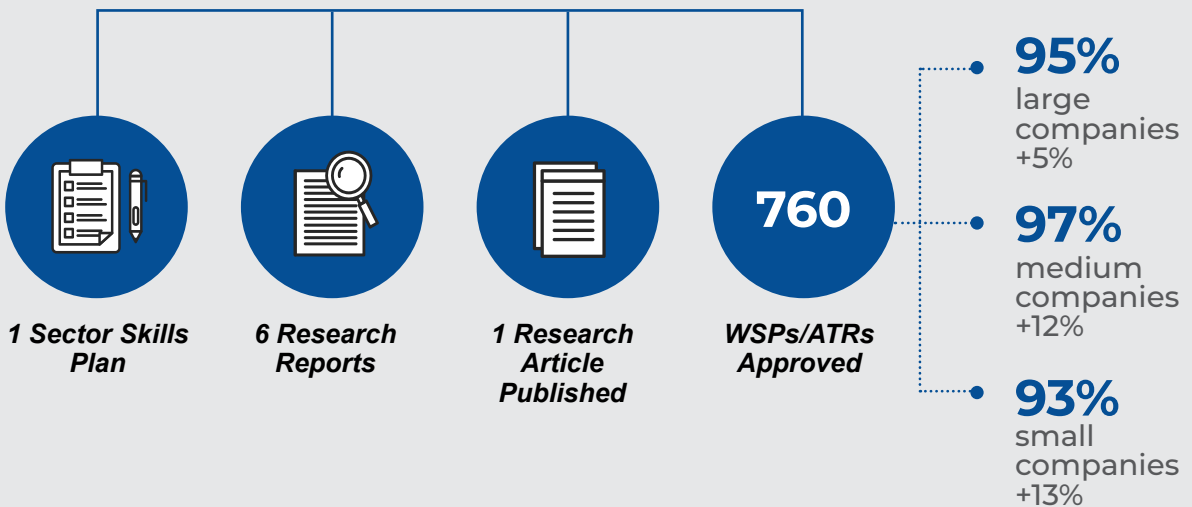 1 Sector Skills
Plan
6 Research
Reports
1 Research
Article
Published
760
WSPs/ATRs
Approved
95%
large
companies
+5%
97%
medium
companies
+12%
93%
small
companies
+13%